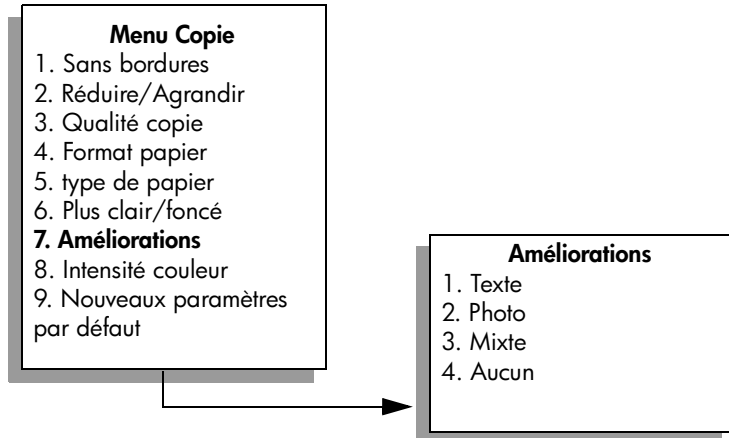 Menu Copie
1. Sans bordures
2. Réduire/Agrandir
3. Qualité copie
4. Format papier
5. type de papier
6. Plus clair/foncé
7. Améliorations
8. Intensité couleur
9. Nouveaux paramètres
par défaut
Améliorations
1. Texte
2. Photo
3. Mixte
4. Aucun